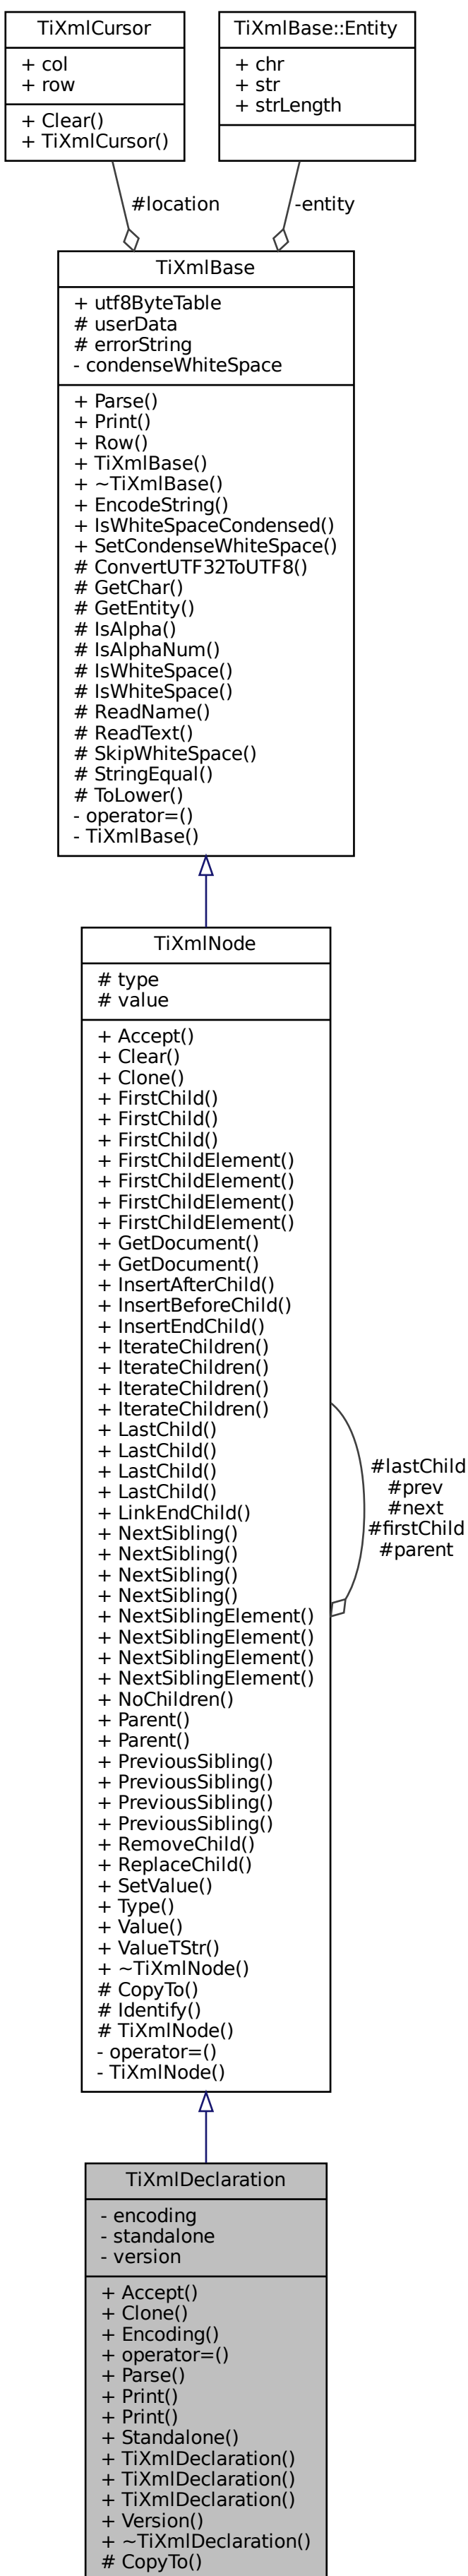 TiXmlCursor
+ col
+ row
+ Clear()
+ TiXmlCursor()
TiXmlBase::Entity
+ chr
+ str
+ strLength
#location
-entity
TiXmlBase
+ utf8ByteTable
# userData
# errorString
- condenseWhiteSpace
+ Parse()
+ Print()
+ Row()
+ TiXmlBase()
+ ~TiXmlBase()
+ EncodeString()
+ IsWhiteSpaceCondensed()
+ SetCondenseWhiteSpace()
# ConvertUTF32ToUTF8()
# GetChar()
# GetEntity()
# IsAlpha()
# IsAlphaNum()
# IsWhiteSpace()
# IsWhiteSpace()
# ReadName()
# ReadText()
# SkipWhiteSpace()
# StringEqual()
# ToLower()
- operator=()
- TiXmlBase()
TiXmlNode
# type
# value
+ Accept()
+ Clear()
+ Clone()
+ FirstChild()
+ FirstChild()
+ FirstChild()
+ FirstChildElement()
+ FirstChildElement()
+ FirstChildElement()
+ FirstChildElement()
+ GetDocument()
+ GetDocument()
+ InsertAfterChild()
+ InsertBeforeChild()
+ InsertEndChild()
+ IterateChildren()
+ IterateChildren()
+ IterateChildren()
+ IterateChildren()
+ LastChild()
+ LastChild()
+ LastChild()
+ LastChild()
+ LinkEndChild()
+ NextSibling()
+ NextSibling()
+ NextSibling()
+ NextSibling()
+ NextSiblingElement()
+ NextSiblingElement()
+ NextSiblingElement()
+ NextSiblingElement()
+ NoChildren()
+ Parent()
+ Parent()
+ PreviousSibling()
+ PreviousSibling()
+ PreviousSibling()
+ PreviousSibling()
+ RemoveChild()
+ ReplaceChild()
+ SetValue()
+ Type()
+ Value()
+ ValueTStr()
+ ~TiXmlNode()
# CopyTo()
# Identify()
# TiXmlNode()
- operator=()
- TiXmlNode()
#lastChild
#prev
#next
#firstChild
#parent
TiXmlDeclaration
- encoding
- standalone
- version
+ Accept()
+ Clone()
+ Encoding()
+ operator=()
+ Parse()
+ Print()
+ Print()
+ Standalone()
+ TiXmlDeclaration()
+ TiXmlDeclaration()
+ TiXmlDeclaration()
+ Version()
+ ~TiXmlDeclaration()
# CopyTo()